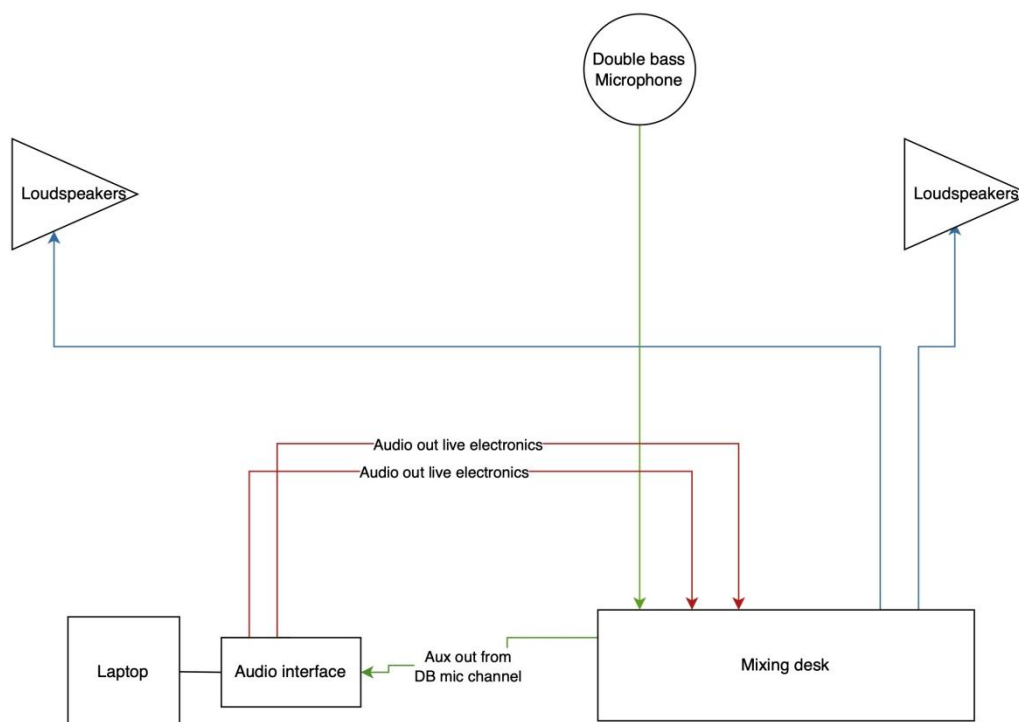 Double bass
Microphone
Loudspeakers
Loudspeakers
Audio out live electronics
Audio out live electronics
Laptop
Audio interface
Aux out from
DB mic channel
Mixing desk